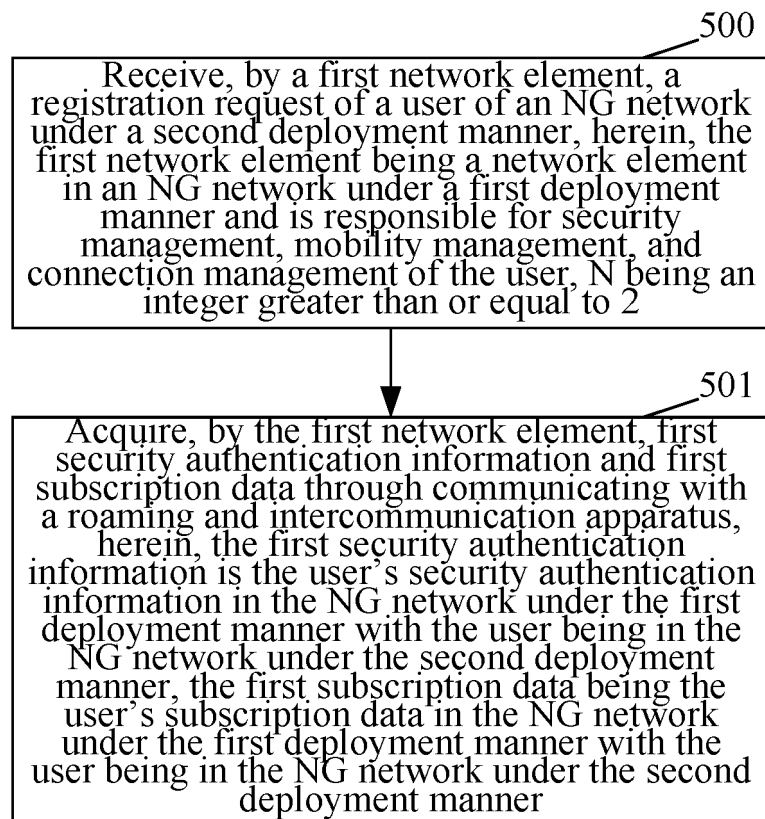 500
Receive, by a first network element, a
registration request of a user of an NG network
under a second deployment manner, herein, the
first network element being a network element
in an NG network under a first deployment
manner and is responsible for security
management, mobility management, and
connection management of the user, N being an
integer greater than or equal to 2
501
Acquire, by the first network element, first
security authentication information and first
subscription data through communicating with
a roaming and intercommunication apparatus,
herein, the first security authentication
information is the user’s security authentication
information in the NG network under the first
deployment manner with the user being in the
NG network under the second deployment
manner, the first subscription data being the
user’s subscription data in the NG network
under the first deployment manner with the
user being in the NG network under the second
deployment manner